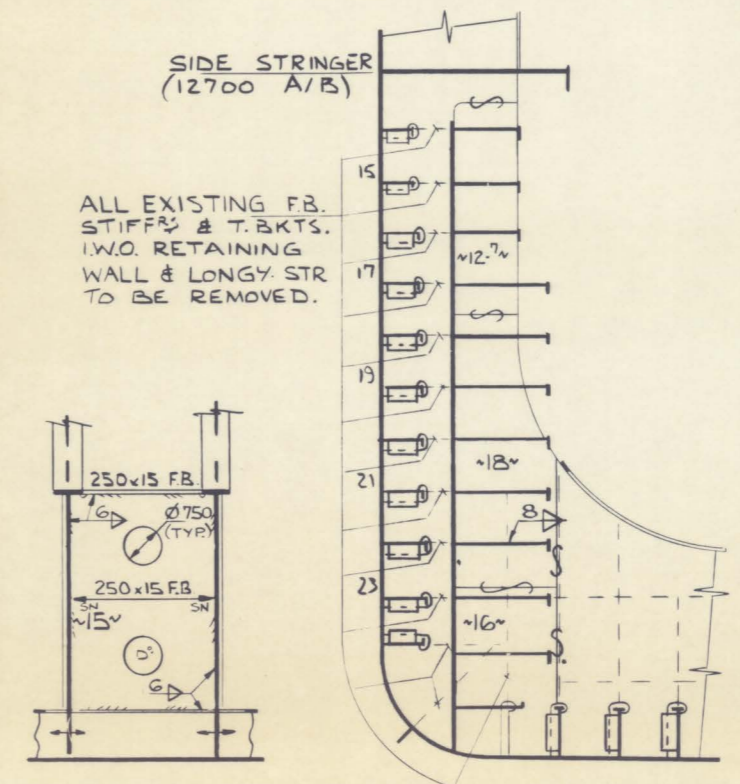 SIDE STRINGER
(12700 A/B)
ALL EXISTING F.B.
STIFFRS & T. BKTS.
I.W.O. RETAINING
WALL & LONGY. STR
TO BE REMOVED.
15
17
19
21
23
~12.7~
~18~
8
~16~
250x15 F.B.
6
Ø750
(TYP.)
250x15 F.B
SN
SN
~15~
Do
6